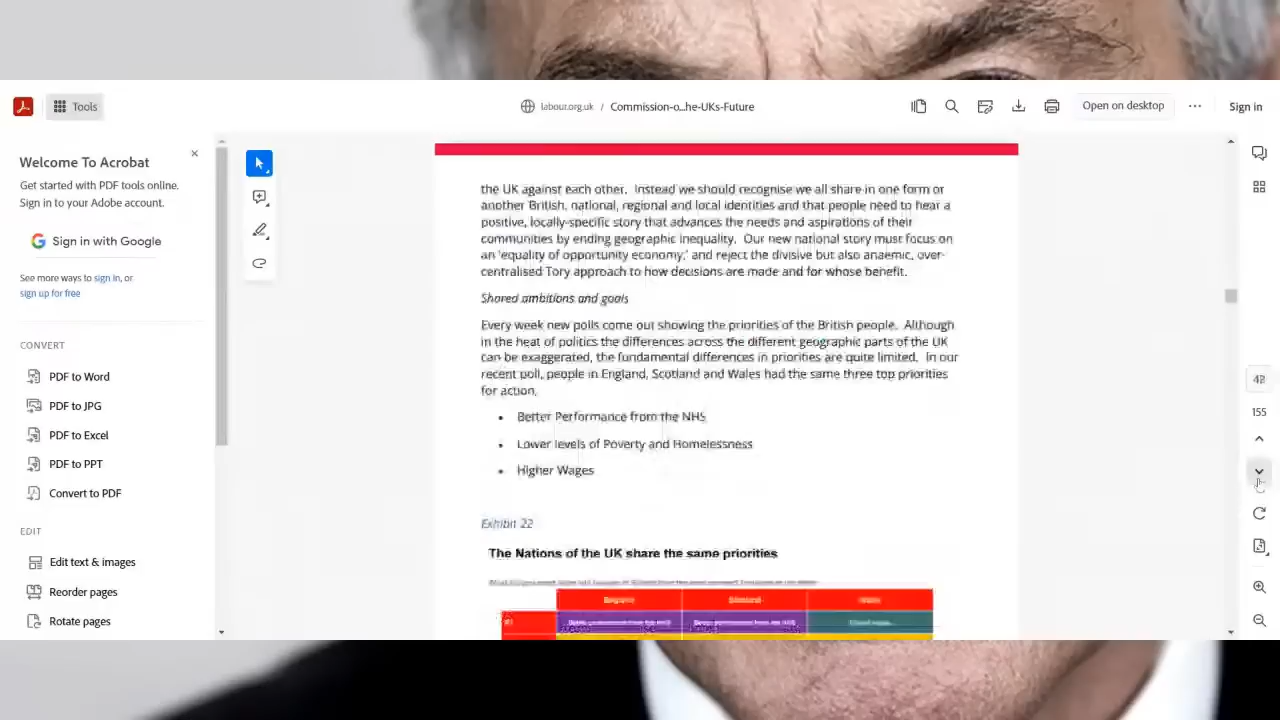 Tools
labour.org.uk / Commission-o...he-UKs-Future
Open on desktop
Sign in
Welcome To Acrobat
Get started with PDF tools online.
Sign in to your Adobe account.
Sign in with Google
See more ways to sign in, or
sign up for free
CONVERT
PDF to Word
PDF to JPG
PDF to Excel
PDF to PPT
Convert to PDF
EDIT
Edit text & images
Reorder pages
Rotate pages
the UK against each other. Instead we should recognise we all share in one form or
another British, national, regional and local identities and that people need to hear a
positive, locally-specific story that advances the needs and aspirations of their
communities by ending geographic inequality. Our new national story must focus on
an 'equality of opportunity economy,' and reject the divisive but also anaemic, over-
centralised Tory approach to how decisions are made and for whose benefit.
Shared ambitions and goals
Every week new polls come out showing the priorities of the British people. Although
in the heat of politics the differences across the different geographic parts of the UK
can be exaggerated, the fundamental differences in priorities are quite limited. In our
recent poll, people in England, Scotland and Wales had the same three top priorities
for action.
• Better Performance from the NHS
• Lower levels of Poverty and Homelessness
• Higher Wages
Exhibit 22
The Nations of the UK share the same priorities
England Scotland Wales
#1
155